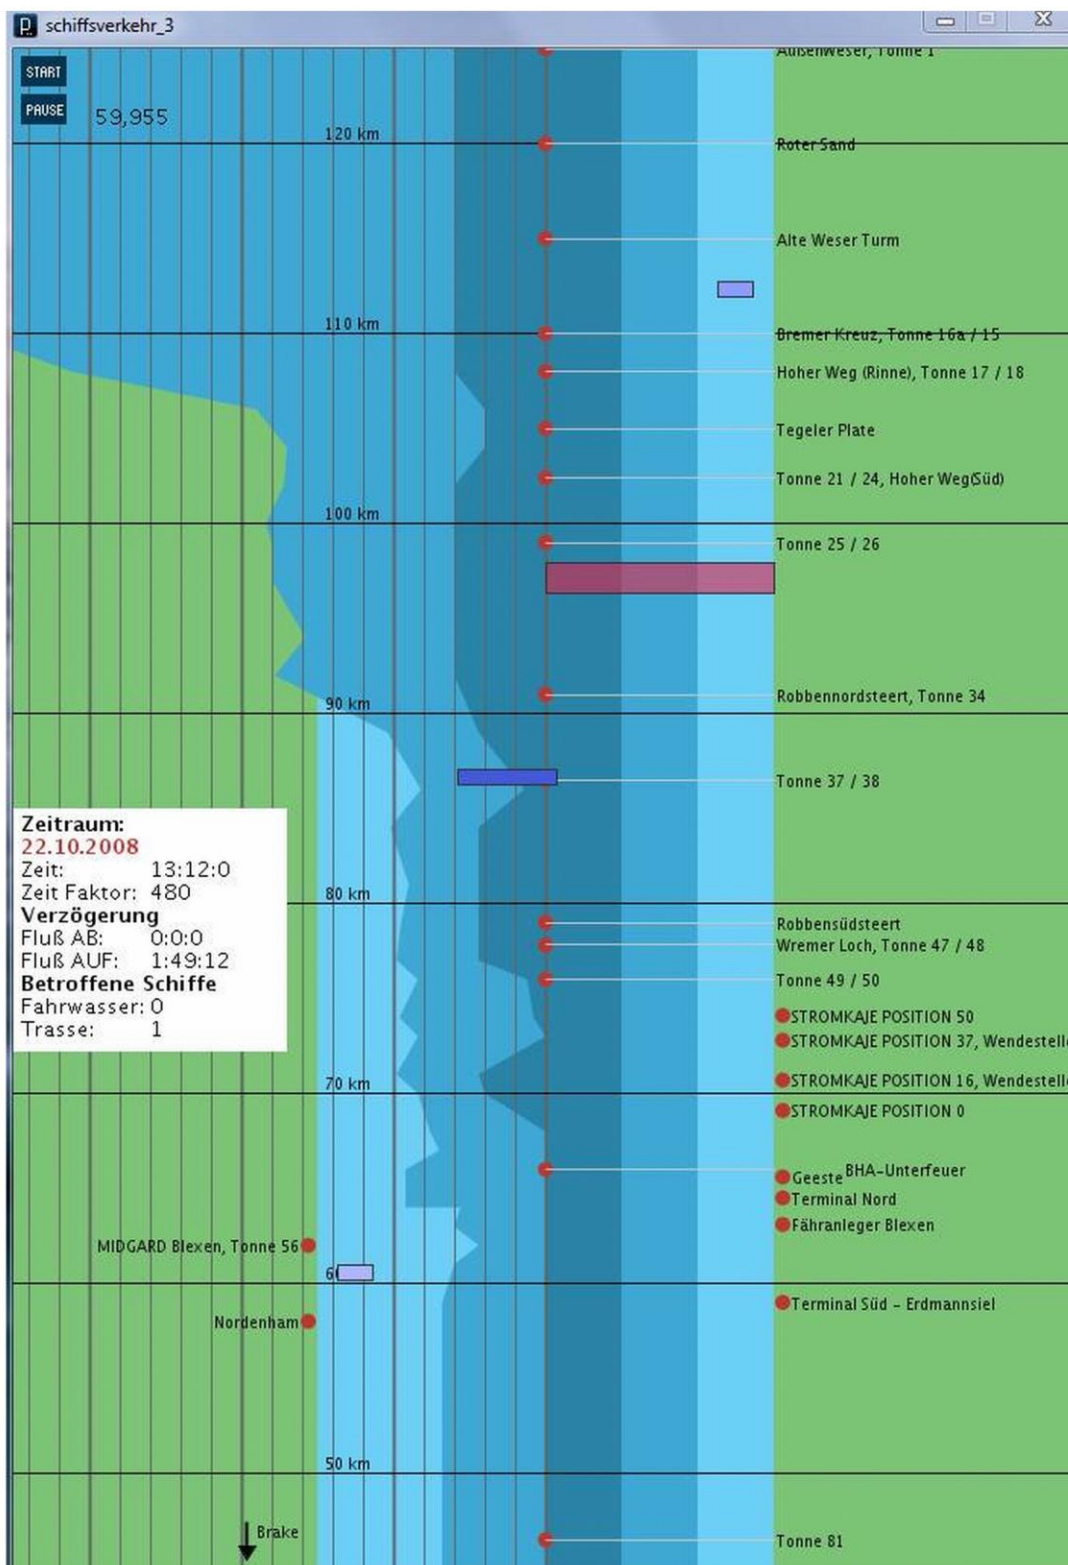 schiffsverkehr_3
Außenweser, Tonne 1
START
PAUSE
59,955
120 km
Roter Sand
Alte Weser Turm
110 km
Bremer Kreuz, Tonne 16a / 15
Hoher Weg (Rinne), Tonne 17 / 18
Tegeler Plate
Tonne 21 / 24, Hoher Weg(Süd)
100 km
Tonne 25 / 26
Robbennordsteert, Tonne 34
90 km
Tonne 37 / 38
Zeitraum:
22.10.2008
Zeit: 13:12:0
Zeit Faktor: 480
Verzögerung
Fluß AB: 0:0:0
Fluß AUF: 1:49:12
Betroffene Schiffe
Fahrwasser: 0
Trasse: 1
80 km
Robbensüdsteert
Wremer Loch, Tonne 47 / 48
Tonne 49 / 50
STROMKAJE POSITION 50
STROMKAJE POSITION 37, Wendestelle
STROMKAJE POSITION 16, Wendestelle
70 km
STROMKAJE POSITION 0
BHA-Unterfeuer
Geeste
Terminal Nord
Fähranleger Blexen
MIDGARD Blexen, Tonne 56
Terminal Süd - Erdmannsiel
Nordenham
50 km
Brake
Tonne 81